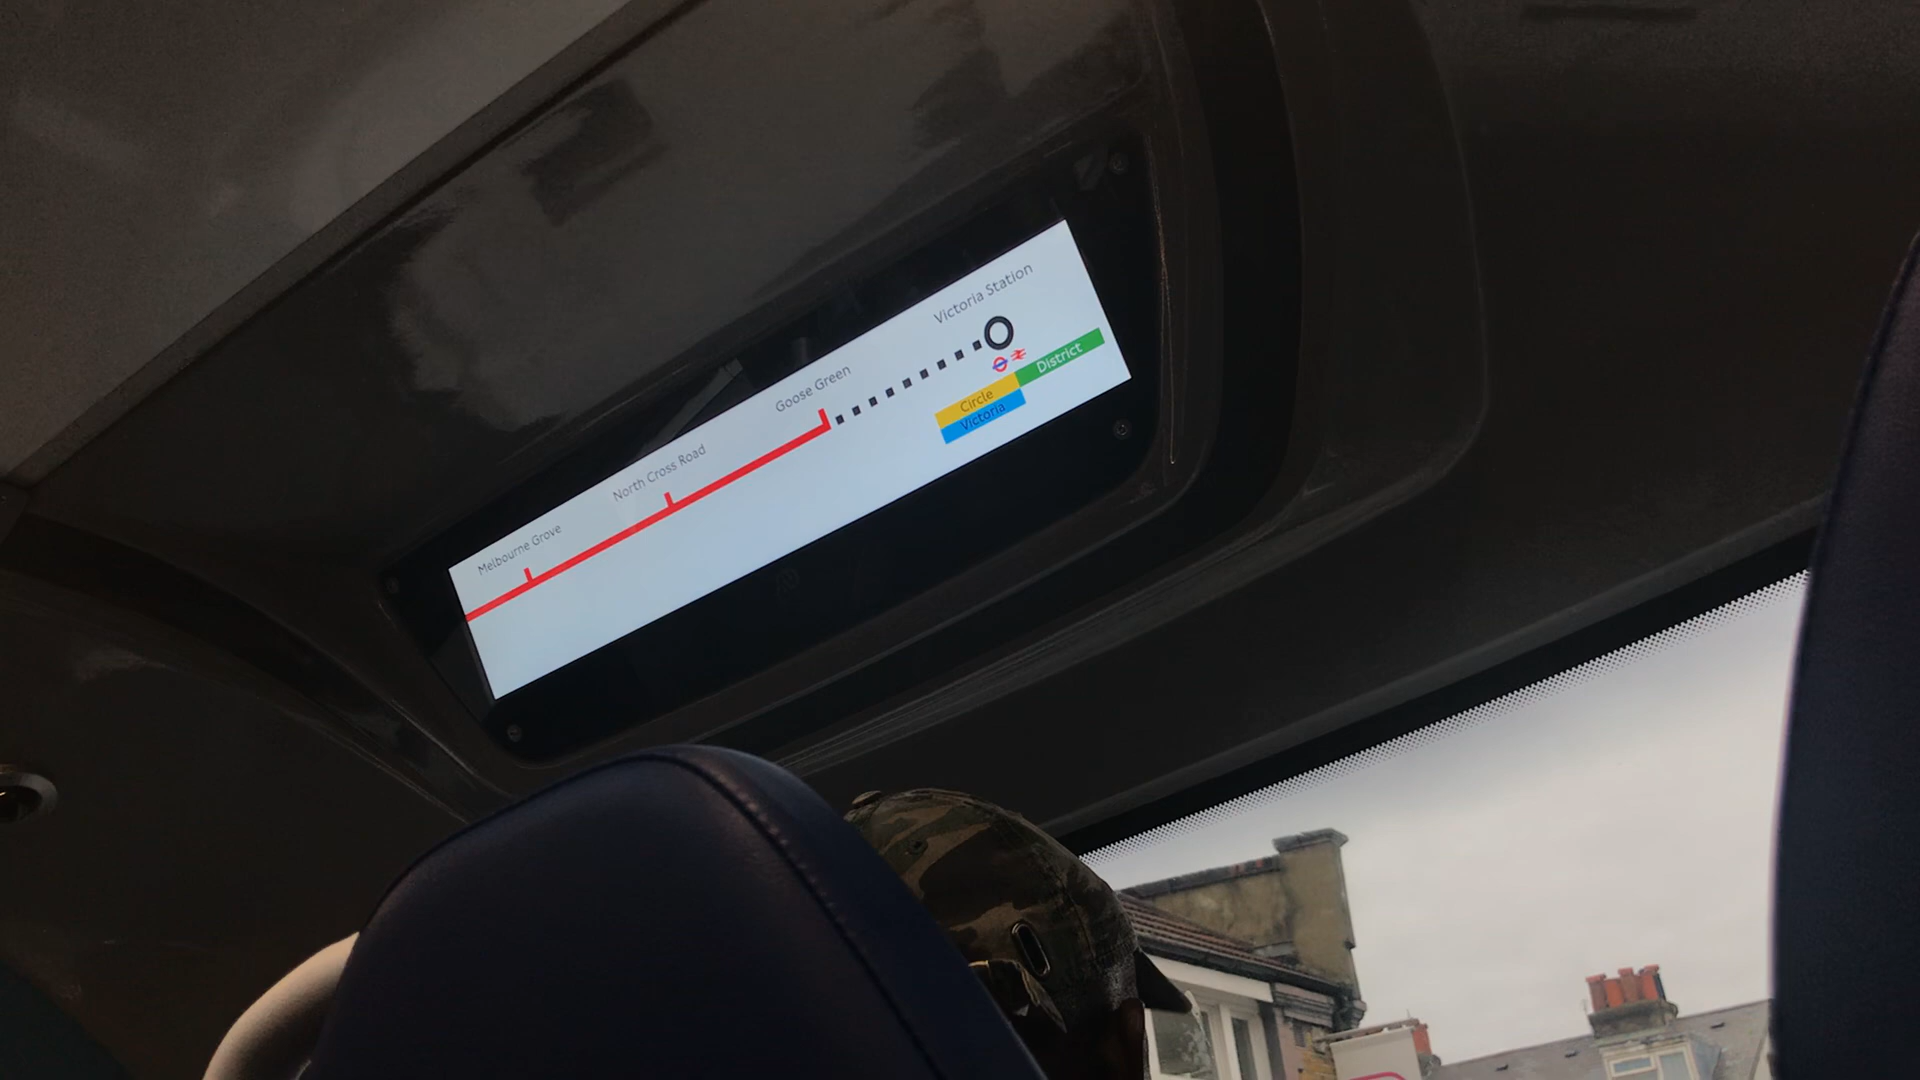 Melbourne Grove
North Cross Road
Goose Green
Victoria Station
District
Circle
Victoria